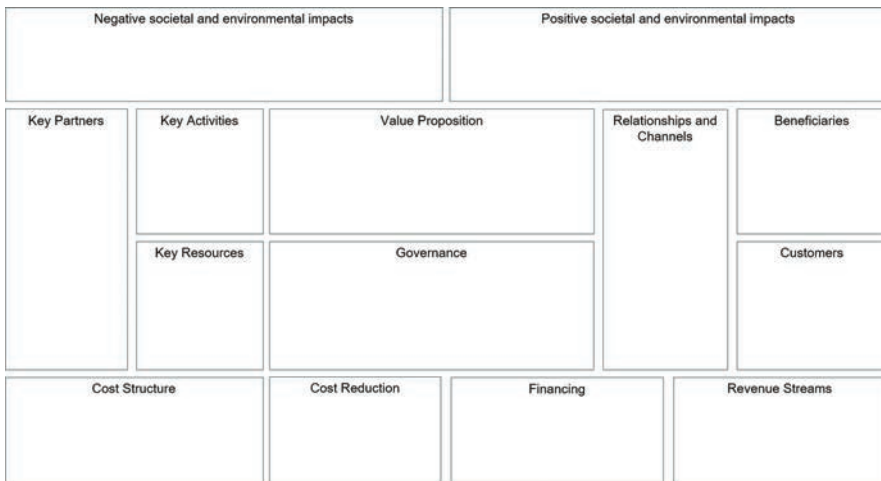 Negative societal and environmental impacts
Positive societal and environmental impacts
Key Partners
Key Activities
Value Proposition
Relationships and
Channels
Beneficiaries
Key Resources
Governance
Customers
Cost Structure
Cost Reduction
Financing
Revenue Streams